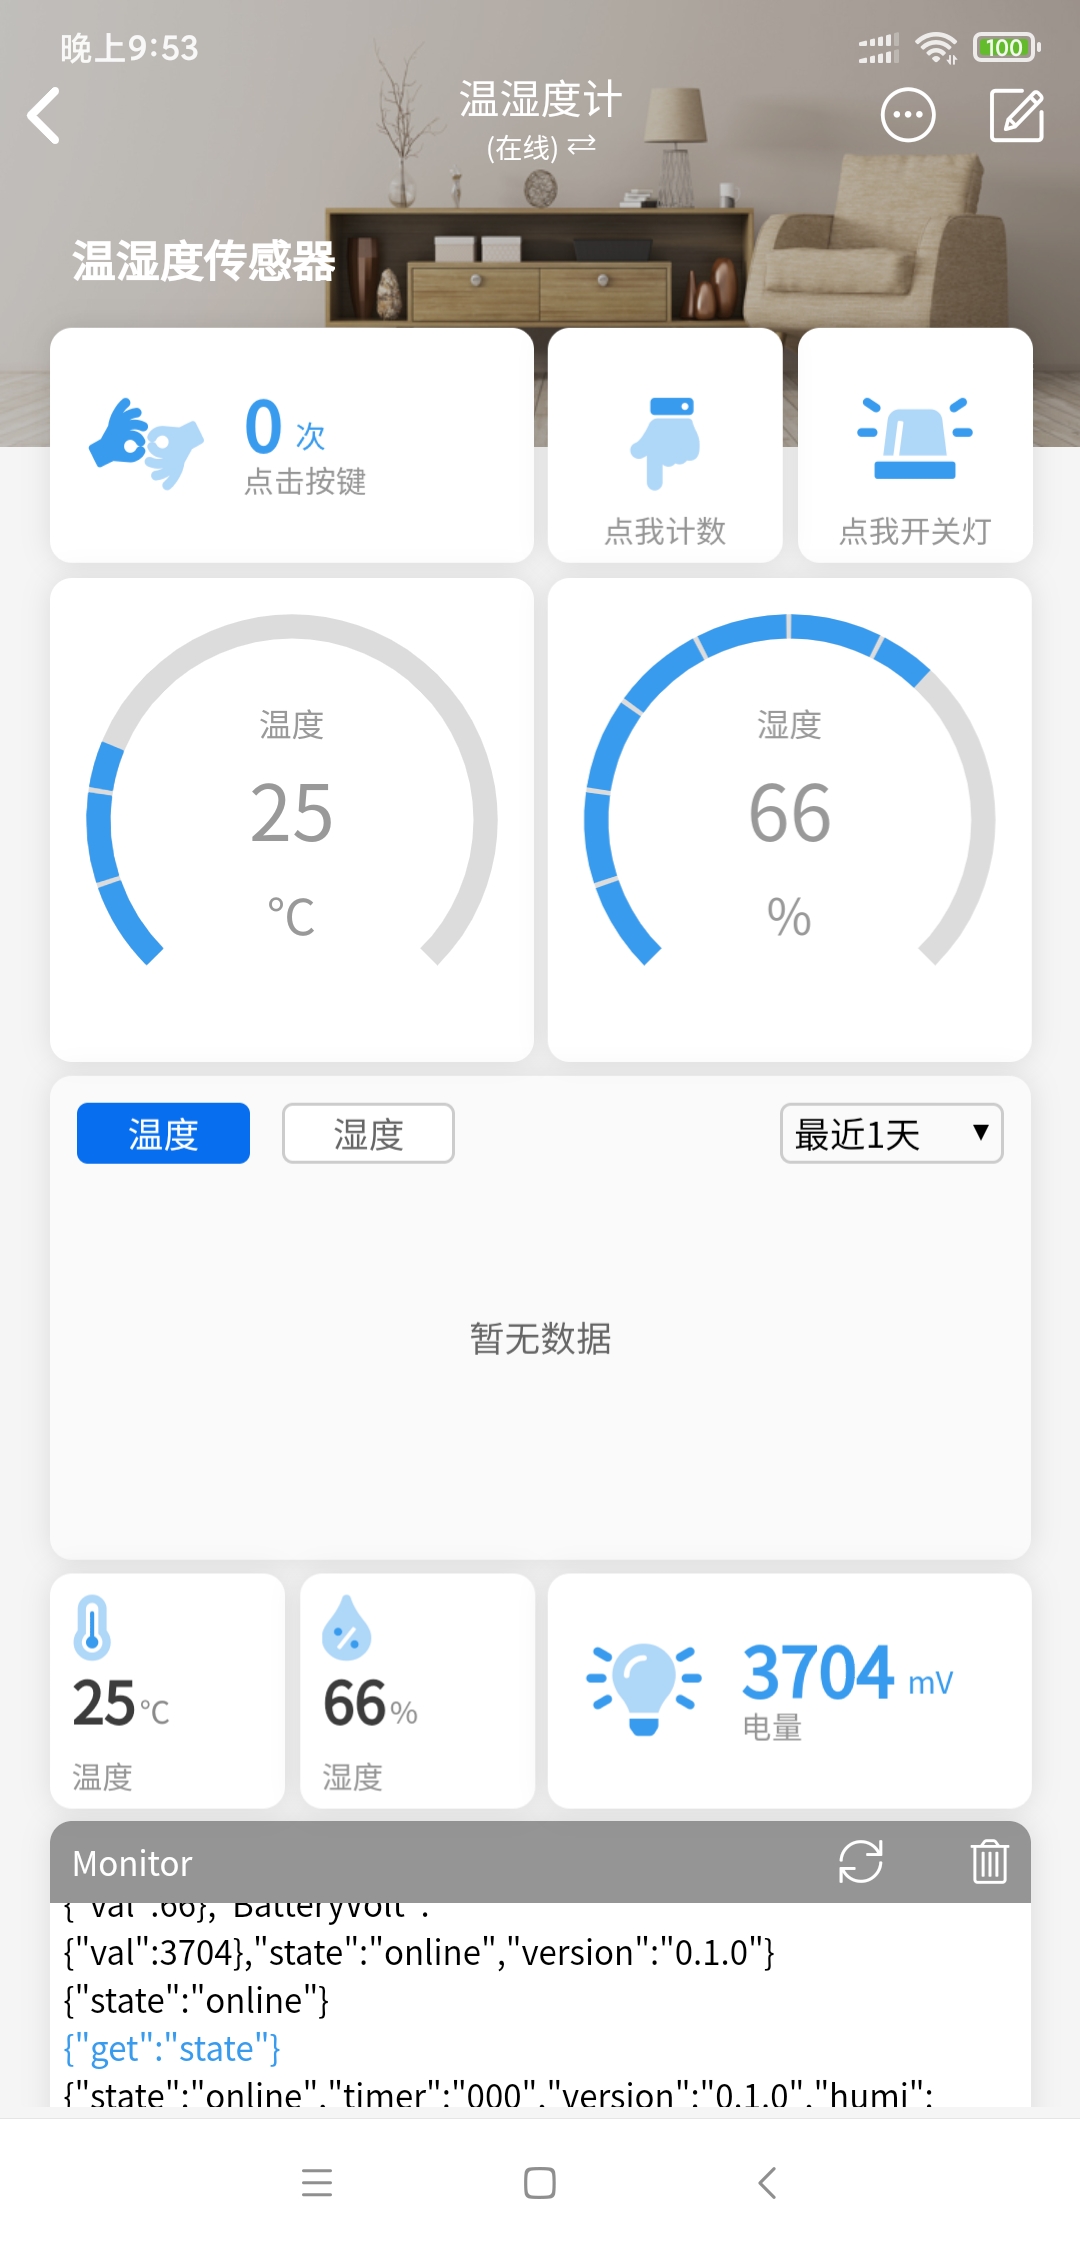 晚上9:53
100
温湿度计
(在线)
温湿度传感器
0 次
点击按键
点我计数
点我开关灯
温度
25
℃
湿度
66
%
温度
湿度
最近1天 ▼
暂无数据
25 ℃
温度
66 %
湿度
3704 mV
电量
Monitor
{"val":66},"BatteryVolt":
{"val":3704},"state":"online","version":"0.1.0"}
{"state":"online"}
{"get":"state"}
{"state":"online","timer":"000","version":"0.1.0","humi":